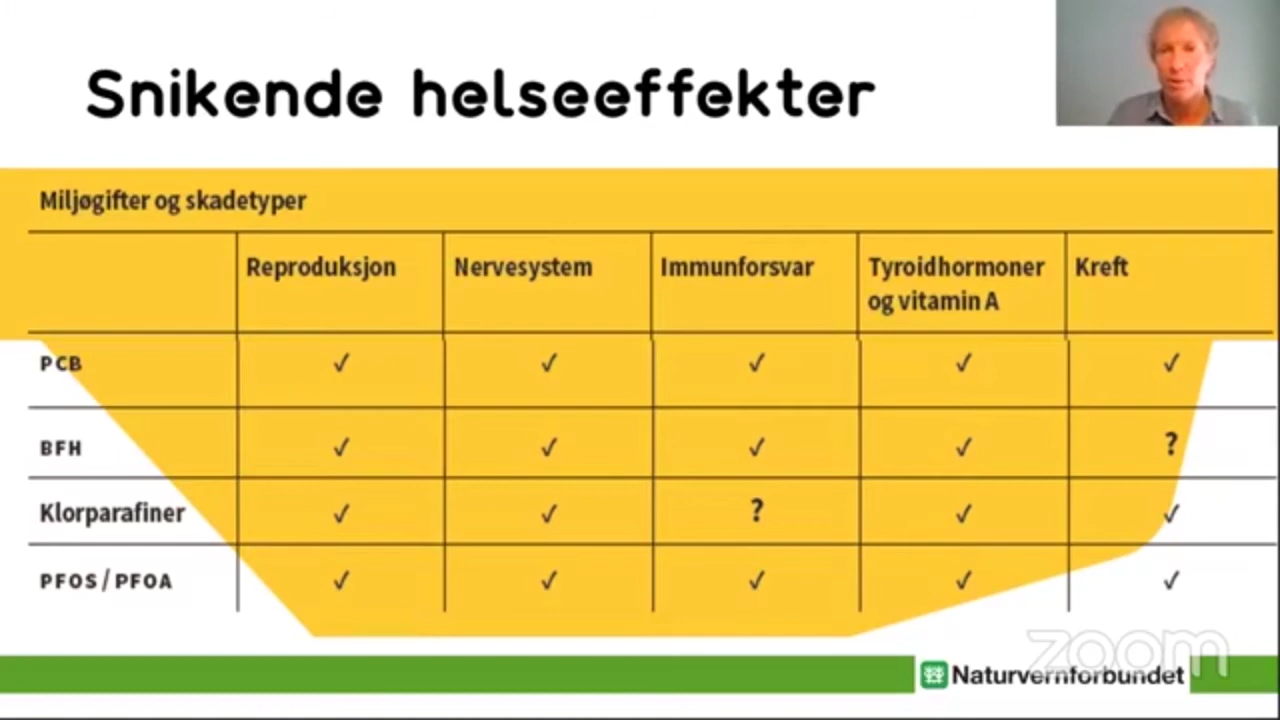 Snikende helseeffekter
Miljøgifter og skadetyper
Reproduksjon Nervesystem Immunforsvar Tyroidhormoner og vitamin A Kreft
PCB ✓ ✓ ✓ ✓ ✓
BFH ✓ ✓ ✓ ✓ ?
Klorparafiner ✓ ✓ ? ✓ ✓
PFOS/PFOA ✓ ✓ ✓ ✓ ✓
zoom
Naturvernforbundet